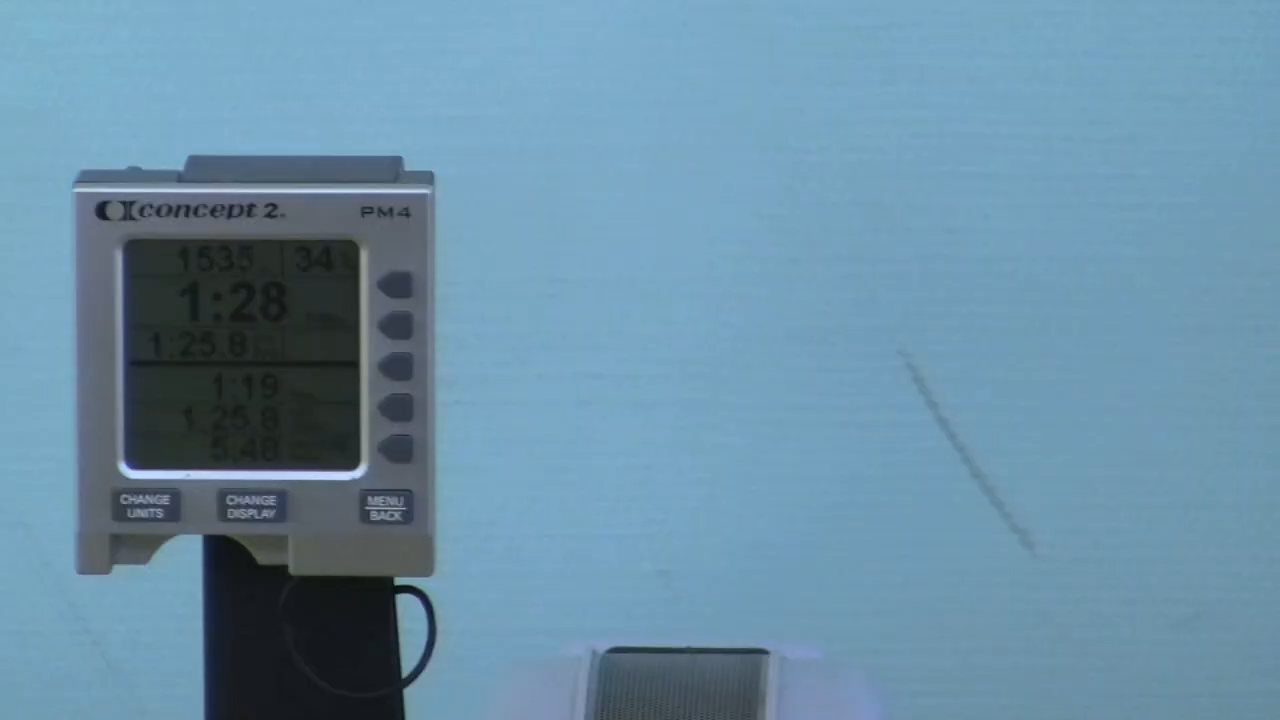 concept 2.
PM4
1535 34
1:28
1:25.8
1:19
1:25.8
5:48
CHANGE UNITS
CHANGE DISPLAY
MENU BACK